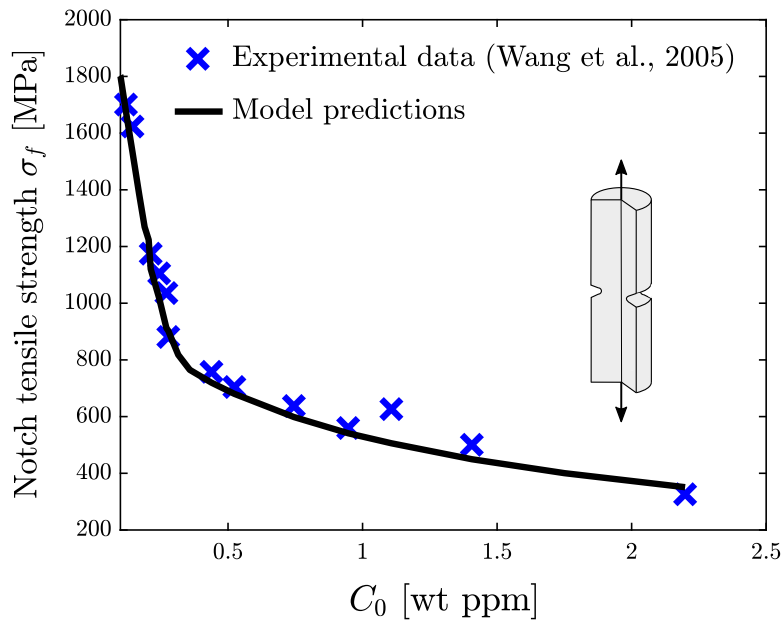 Notch tensile strength σ_f [MPa]
2000
1800
1600
1400
1200
1000
800
600
400
200
Experimental data (Wang et al., 2005)
Model predictions
0.5 1 1.5 2 2.5
C₀ [wt ppm]